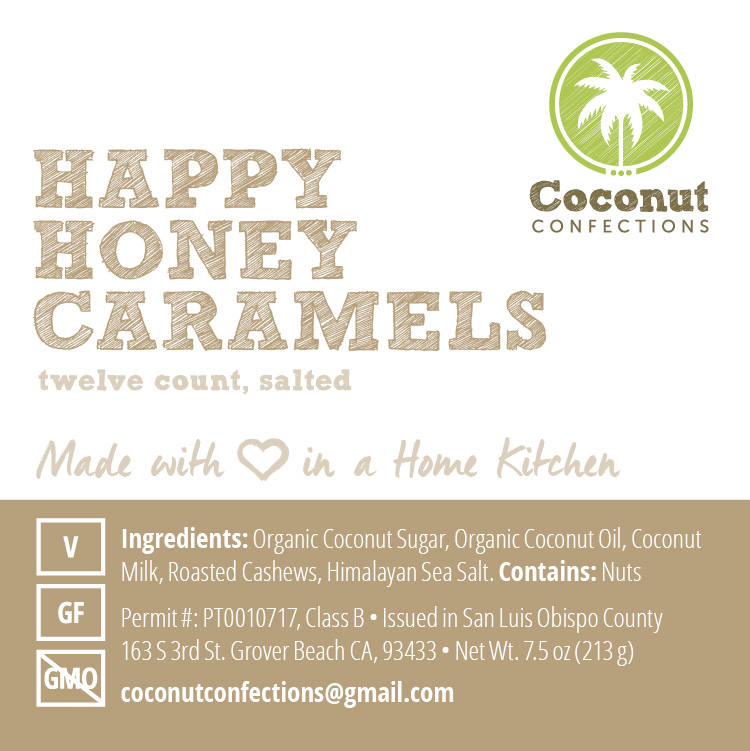 Coconut
CONFECTIONS
HAPPY
HONEY
CARAMELS
twelve count, salted
Made with in a Home Kitchen
V
GF
GMO
Ingredients: Organic Coconut Sugar, Organic Coconut Oil, Coconut
Milk, Roasted Cashews, Himalayan Sea Salt. Contains: Nuts
Permit #: PT0010717, Class B • Issued in San Luis Obispo County
163 S 3rd St. Grover Beach CA, 93433 • Net Wt. 7.5 oz (213 g)
coconutconfections@gmail.com